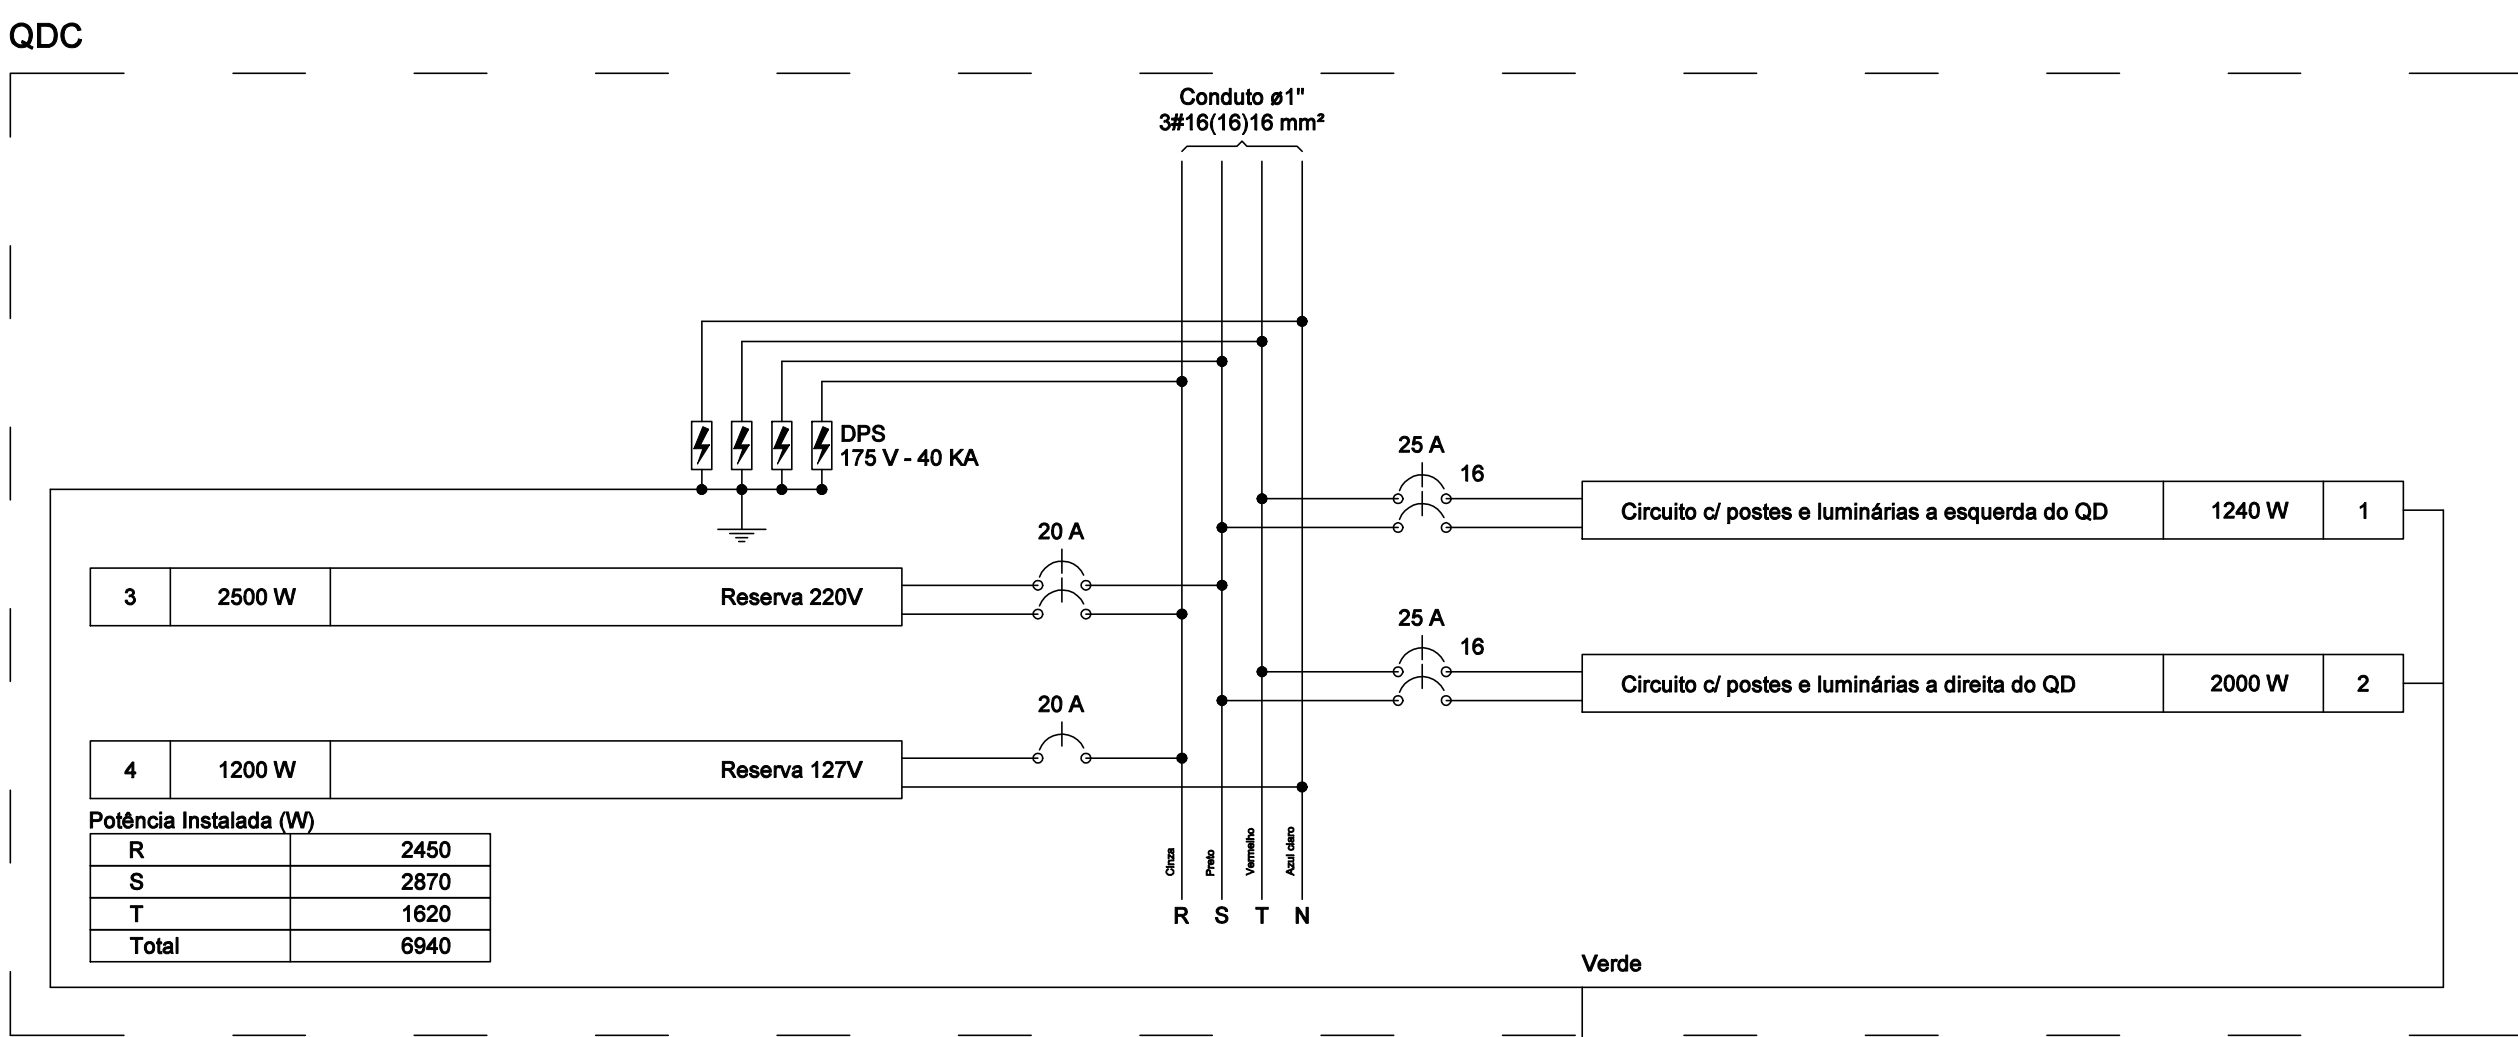 QDC
Conduto ø1"
3#16(16)16 mm²
DPS
175 V - 40 KA
25 A
16
Circuito c/ postes e luminárias a esquerda do QD 1240 W 1
20 A
3 2500 W Reserva 220V
25 A
16
Circuito c/ postes e luminárias a direita do QD 2000 W 2
20 A
4 1200 W Reserva 127V
Potência Instalada (W)
R 2450
S 2870
T 1620
Total 6940
Cinza
Preto
Vermelho
Azul claro
R S T N
Verde